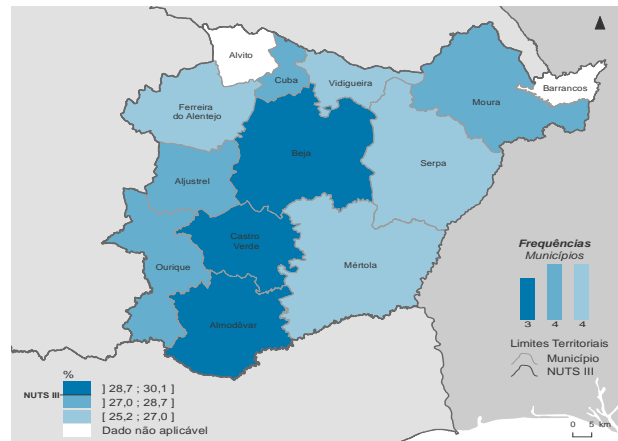 Alvito
Cuba
Vidigueira
Barrancos
Moura
Ferreira
do Alentejo
Beja
Serpa
Aljustrel
Castro
Verde
Ourique
Mértola
Almodôvar
Frequências
Municípios
3 4 4
Limites Territoriais
Município
NUTS III
0 5 km
%
NUTS III
] 28,7 ; 30,1 ]
] 27,0 ; 28,7 ]
[ 25,2 ; 27,0 ]
Dado não aplicável